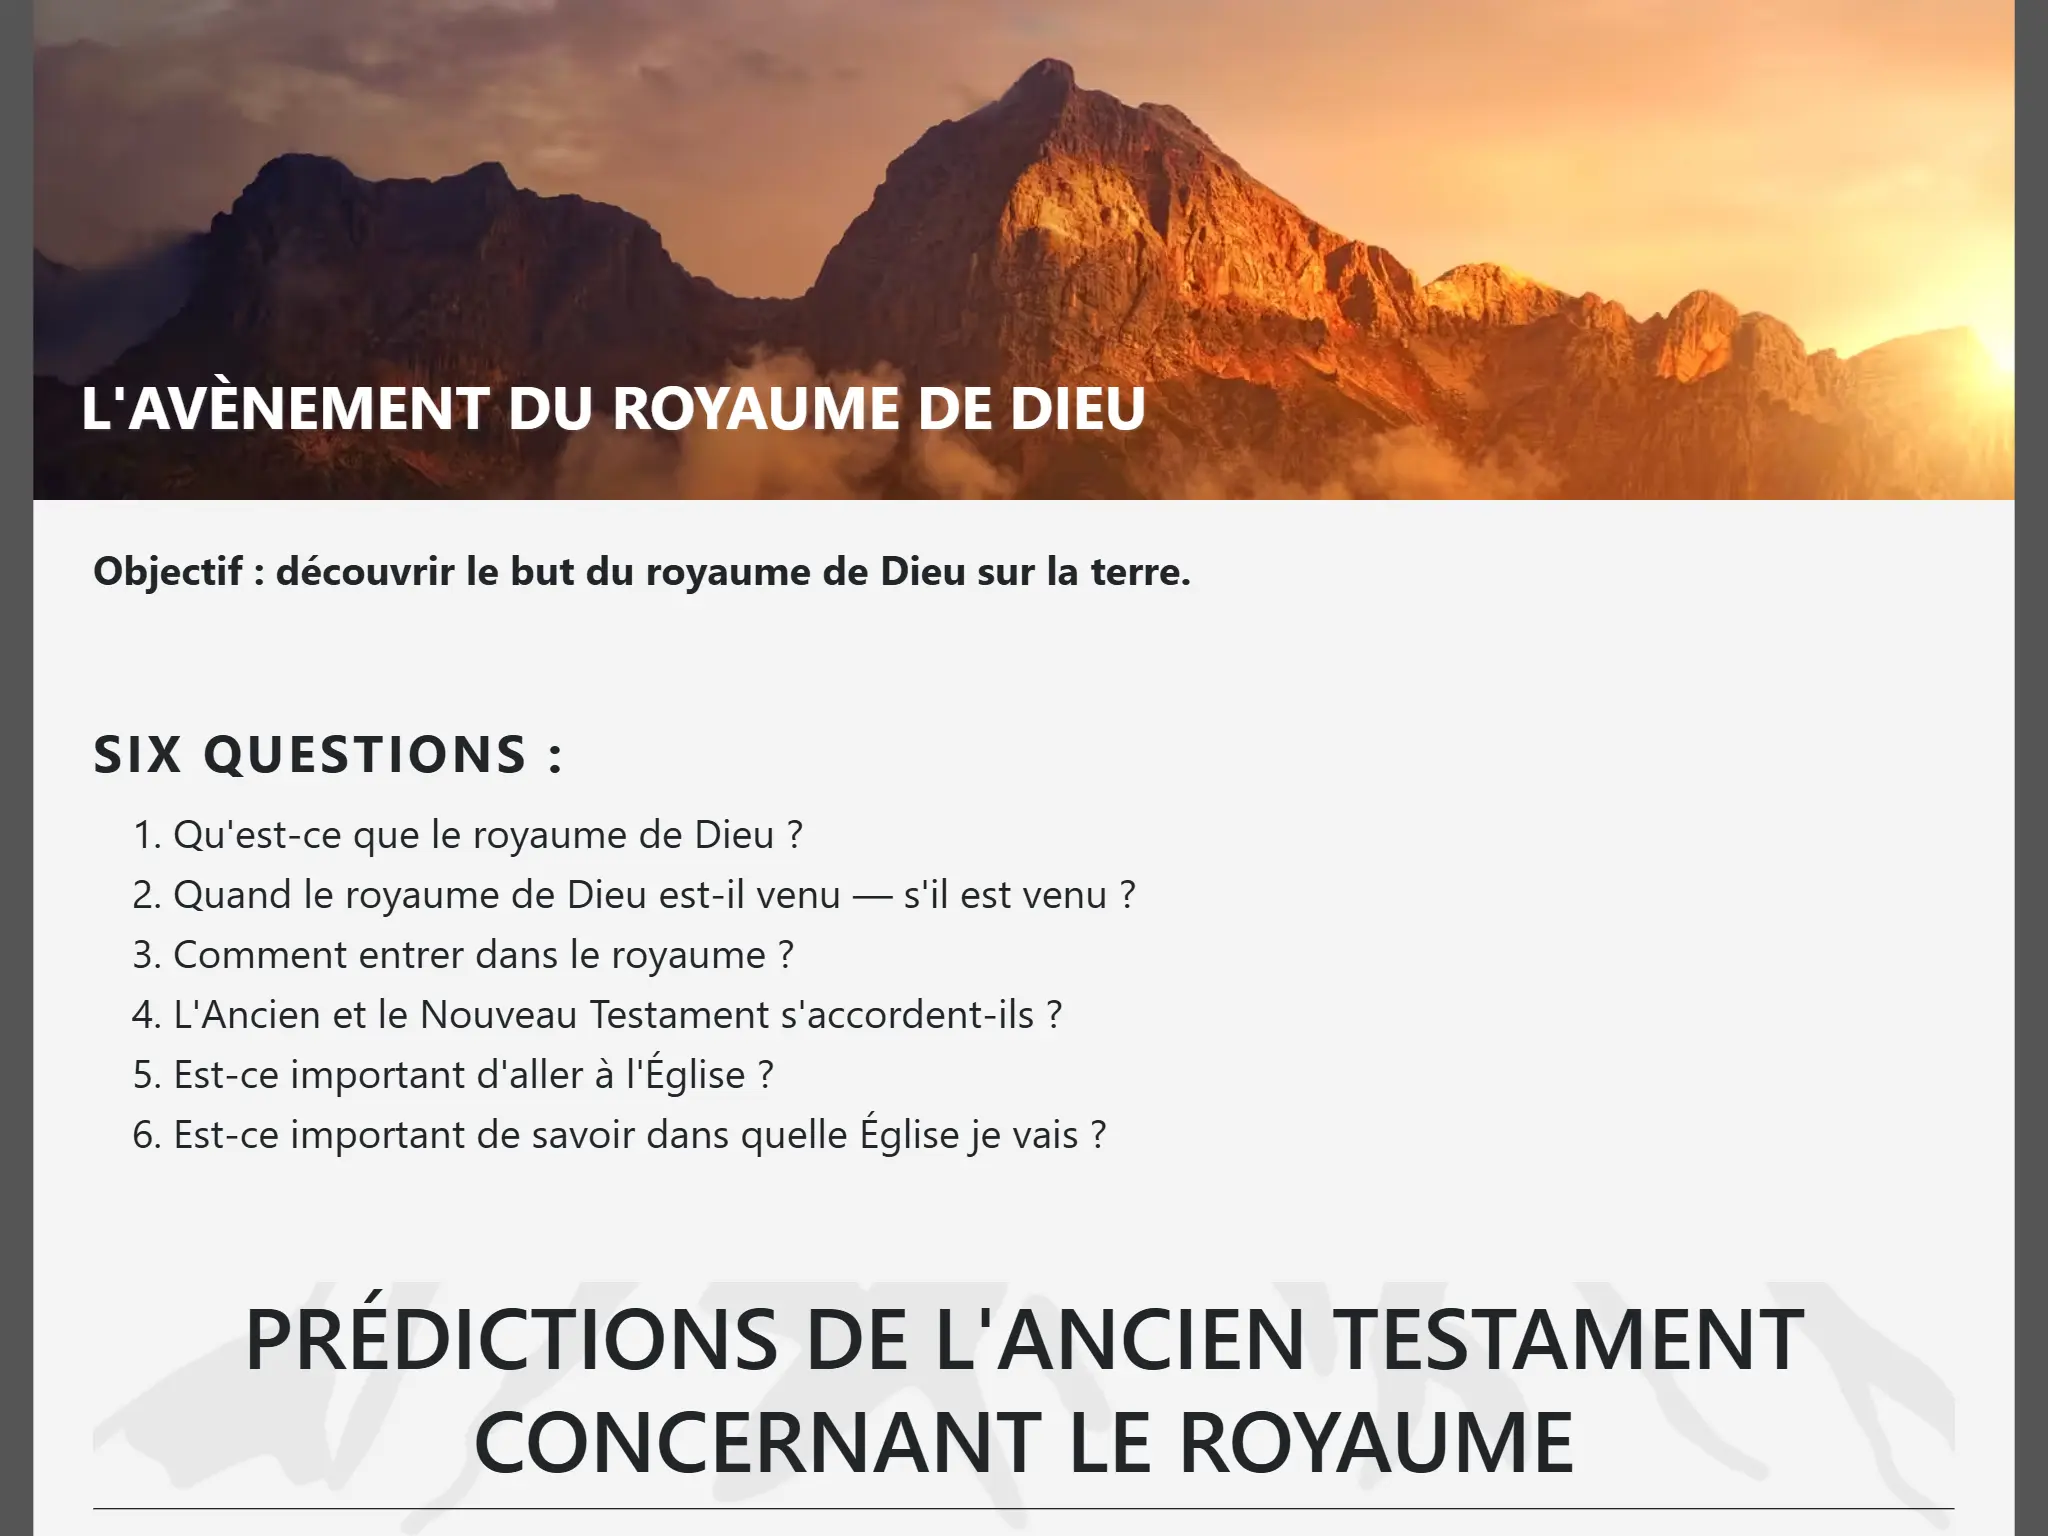 L'AVÈNEMENT DU ROYAUME DE DIEU
Objectif : découvrir le but du royaume de Dieu sur la terre.
SIX QUESTIONS :
1. Qu'est-ce que le royaume de Dieu ?
2. Quand le royaume de Dieu est-il venu — s'il est venu ?
3. Comment entrer dans le royaume ?
4. L'Ancien et le Nouveau Testament s'accordent-ils ?
5. Est-ce important d'aller à l'Église ?
6. Est-ce important de savoir dans quelle Église je vais ?
PRÉDICTIONS DE L'ANCIEN TESTAMENT
CONCERNANT LE ROYAUME